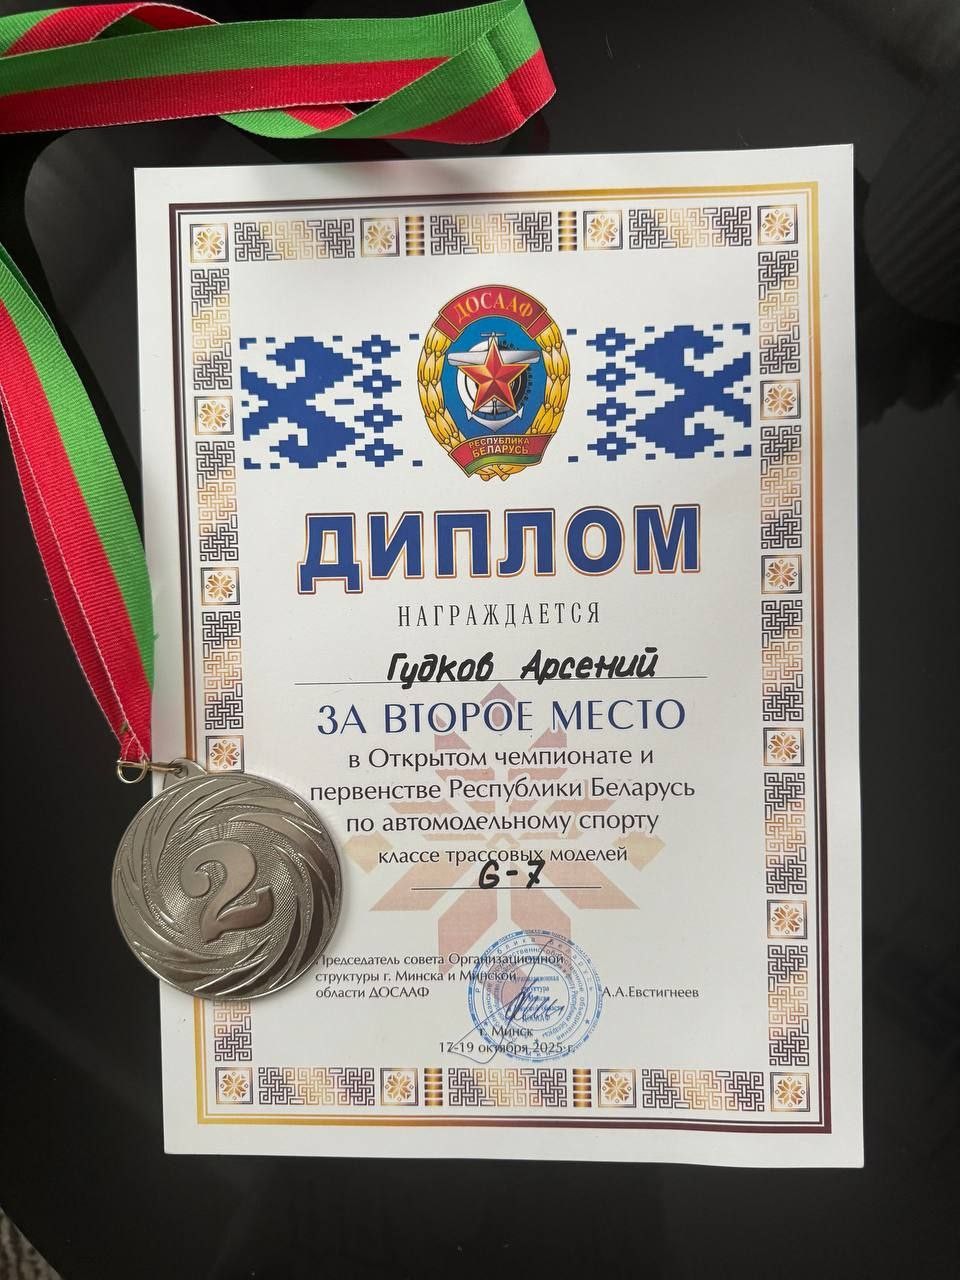 ДОСААФ
РЕСПУБЛИКА
БЕЛАРУСЬ
ДИПЛОМ
НАГРАЖДАЕТСЯ
Гудков Арсений
ЗА ВТОРОЕ МЕСТО
в Открытом чемпионате и
первенстве Республики Беларусь
по автомодельному спорту
классе трассовых моделей
G-7
2
Председатель совета Организационной
структуры г. Минска и Минской
области ДОСААФ
А.А.Евстигнеев
г. Минск
17-19 октября 2025 г.